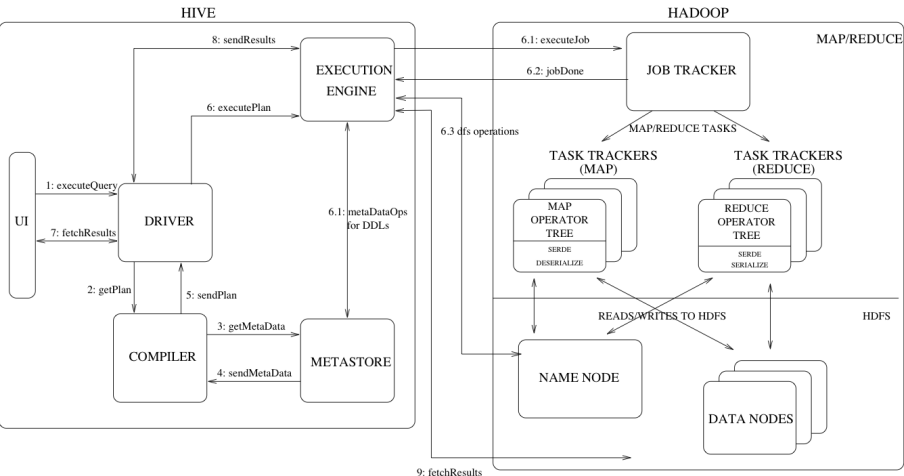 HIVE
HADOOP
MAP/REDUCE
8: sendResults
6.1: executeJob
EXECUTION
ENGINE
6.2: jobDone
JOB TRACKER
6: executePlan
6.3 dfs operations
MAP/REDUCE TASKS
TASK TRACKERS
(MAP)
TASK TRACKERS
(REDUCE)
UI
1: executeQuery
DRIVER
7: fetchResults
6.1: metaDataOps
for DDLs
MAP
OPERATOR
TREE
SERDE
DESERIALIZE
REDUCE
OPERATOR
TREE
SERDE
SERIALIZE
2: getPlan
5: sendPlan
READS/WRITES TO HDFS
HDFS
COMPILER
3: getMetaData
4: sendMetaData
METASTORE
NAME NODE
DATA NODES
9: fetchResults